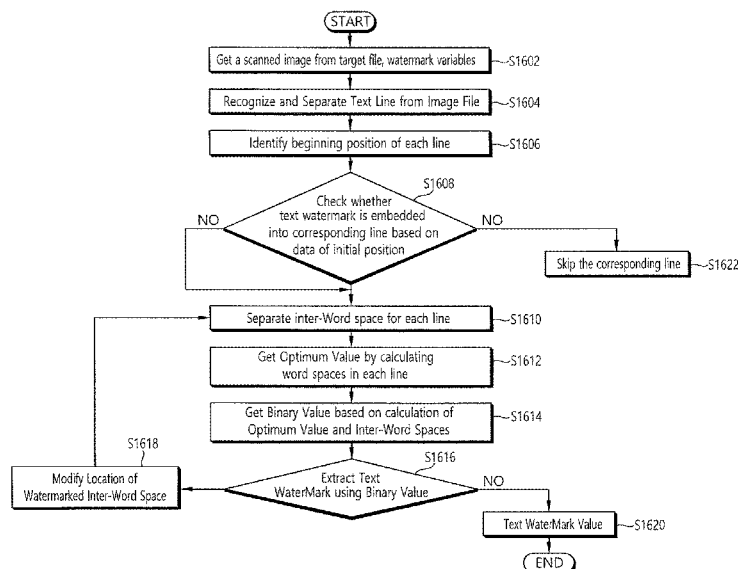 START
Get a scanned image from target file, watermark variables
S1602
Recognize and Separate Text Line from Image File
S1604
Identify beginning position of each line
S1606
S1608
Check whether
text watermark is embedded
into corresponding line based on
data of initial position
NO
NO
Skip the corresponding line
S1622
Separate inter-Word space for each line
S1610
Get Optimum Value by calculating
word spaces in each line
S1612
Get Binary Value based on calculation of
Optimum Value and Inter-Word Spaces
S1614
S1618
Modify Location of
Watermarked Inter-Word Space
S1616
Extract Text
WaterMark using Binary Value
NO
Text WaterMark Value
S1620
END